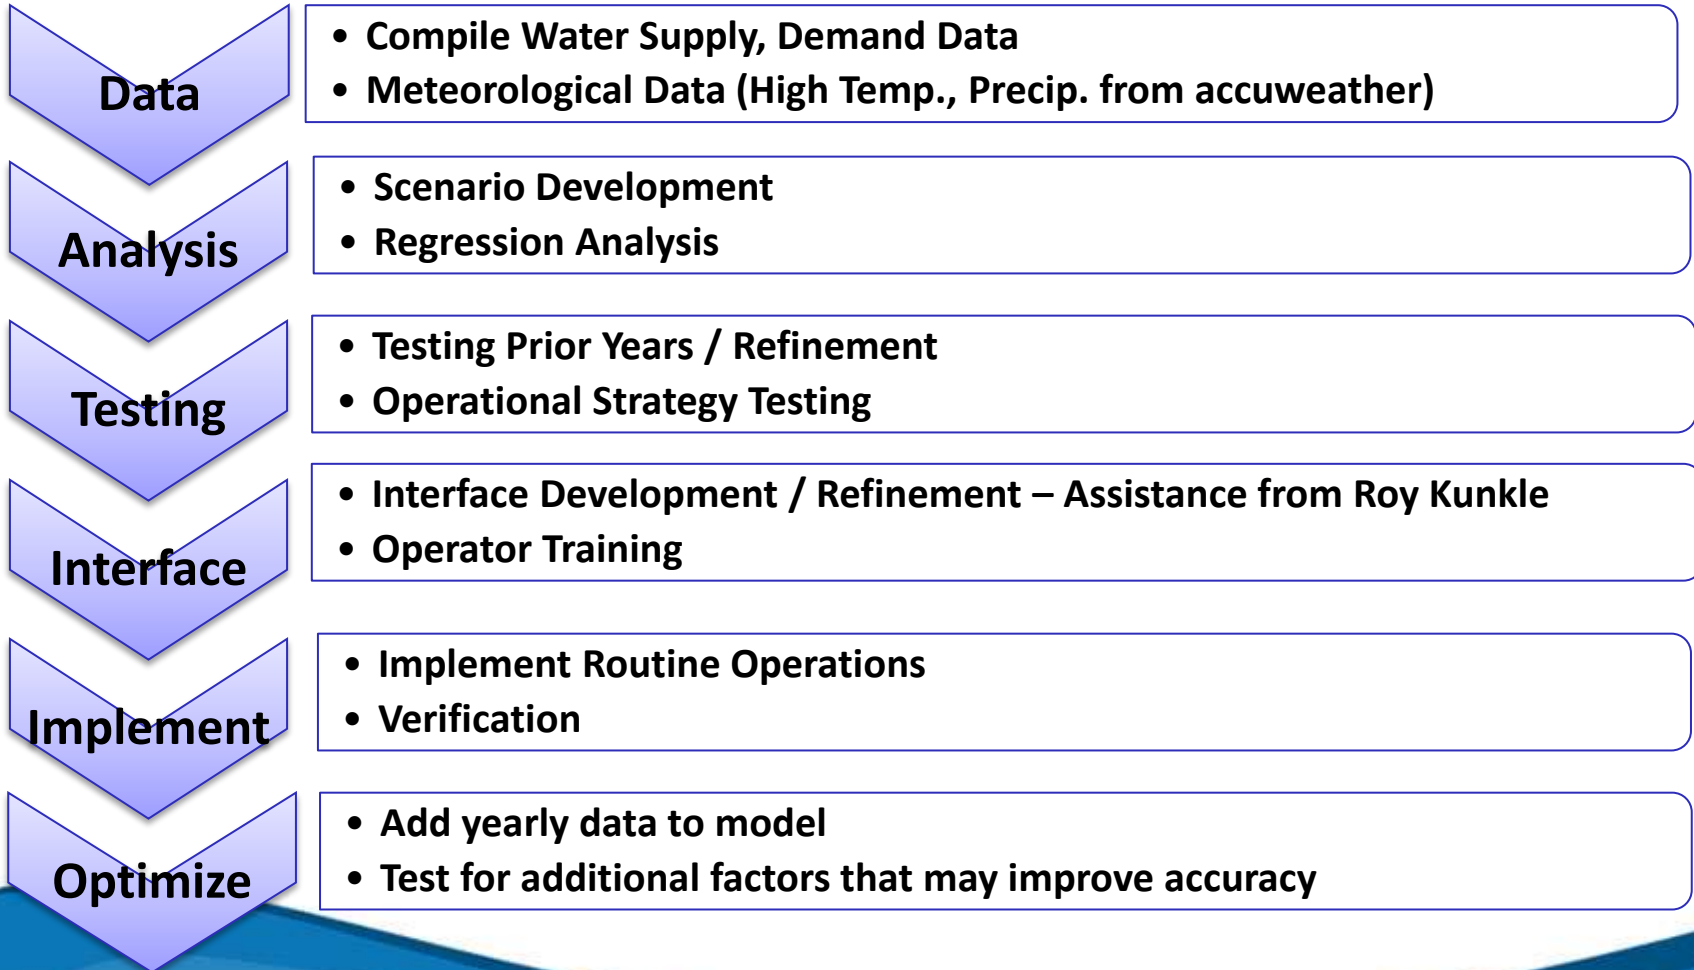 Data
• Compile Water Supply, Demand Data
• Meteorological Data (High Temp., Precip. from accuweather)
Analysis
• Scenario Development
• Regression Analysis
Testing
• Testing Prior Years / Refinement
• Operational Strategy Testing
Interface
• Interface Development / Refinement – Assistance from Roy Kunkle
• Operator Training
Implement
• Implement Routine Operations
• Verification
Optimize
• Add yearly data to model
• Test for additional factors that may improve accuracy